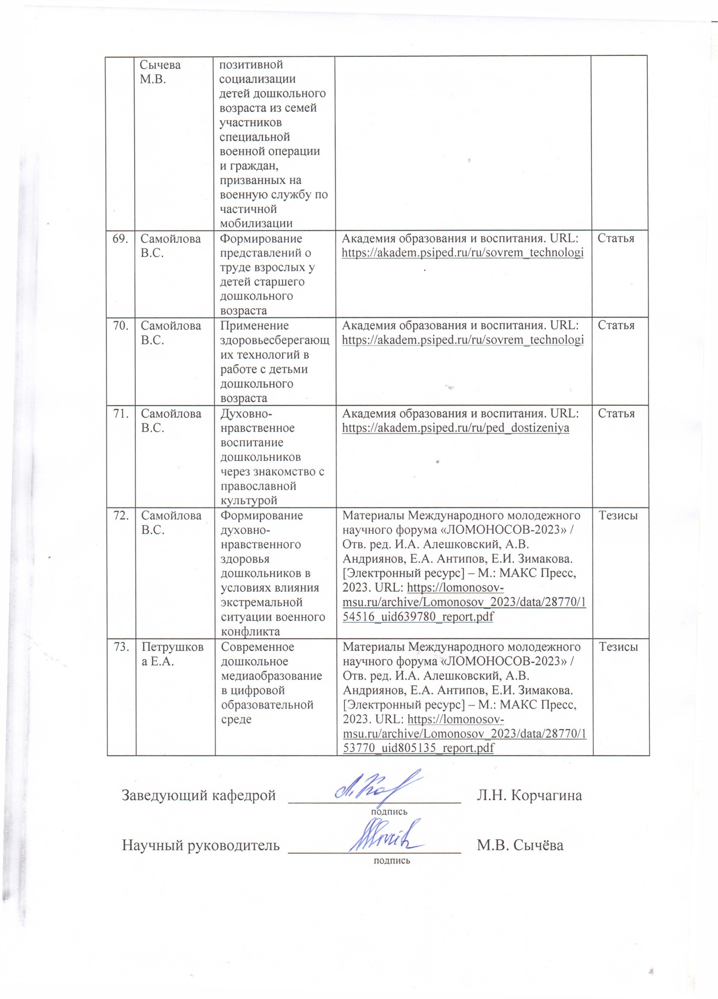 Сычева
М.В.
позитивной
социализации
детей дошкольного
возраста из семей
участников
специальной
военной операции
и граждан,
призванных на
военную службу по
частичной
мобилизации
69.
Самойлова
В.С.
Формирование
представлений о
труде взрослых у
детей старшего
дошкольного
возраста
Академия образования и воспитания. URL:
https://akadem.psiped.ru/ru/sovrem_technologi
Статья
70.
Самойлова
В.С.
Применение
здоровьесберегающ
их технологий в
работе с детьми
дошкольного
возраста
Академия образования и воспитания. URL:
https://akadem.psiped.ru/ru/sovrem_technologi
Статья
71.
Самойлова
В.С.
Духовно-
нравственное
воспитание
дошкольников
через знакомство с
православной
культурой
Академия образования и воспитания. URL:
https://akadem.psiped.ru/ru/ped_dostizeniya
Статья
72.
Самойлова
В.С.
Формирование
духовно-
нравственного
здоровья
дошкольников в
условиях влияния
экстремальной
ситуации военного
конфликта
Материалы Международного молодежного
научного форума «ЛОМОНОСОВ-2023» /
Отв. ред. И.А. Алешковский, А.В.
Андриянов, Е.А. Антипов, Е.И. Зимакова.
[Электронный ресурс] – М.: МАКС Пресс,
2023. URL: https://lomonosov-
msu.ru/archive/Lomonosov_2023/data/28770/1
54516_uid639780_report.pdf
Тезисы
73.
Петрушков
а Е.А.
Современное
дошкольное
медиаобразование
в цифровой
образовательной
среде
Материалы Международного молодежного
научного форума «ЛОМОНОСОВ-2023» /
Отв. ред. И.А. Алешковский, А.В.
Андриянов, Е.А. Антипов, Е.И. Зимакова.
[Электронный ресурс] – М.: МАКС Пресс,
2023. URL: https://lomonosov-
msu.ru/archive/Lomonosov_2023/data/28770/1
53770_uid805135_report.pdf
Тезисы
Заведующий кафедрой Л.Н. Корчагина
подпись
Научный руководитель М.В. Сычёва
подпись